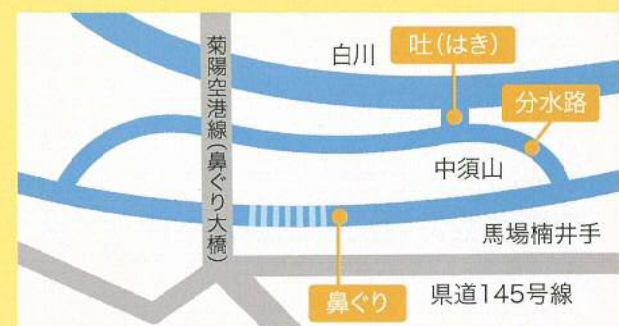 菊陽空港線(鼻ぐり大橋)
白川
吐(はき)
分水路
中須山
馬場楠井手
鼻ぐり
県道145号線